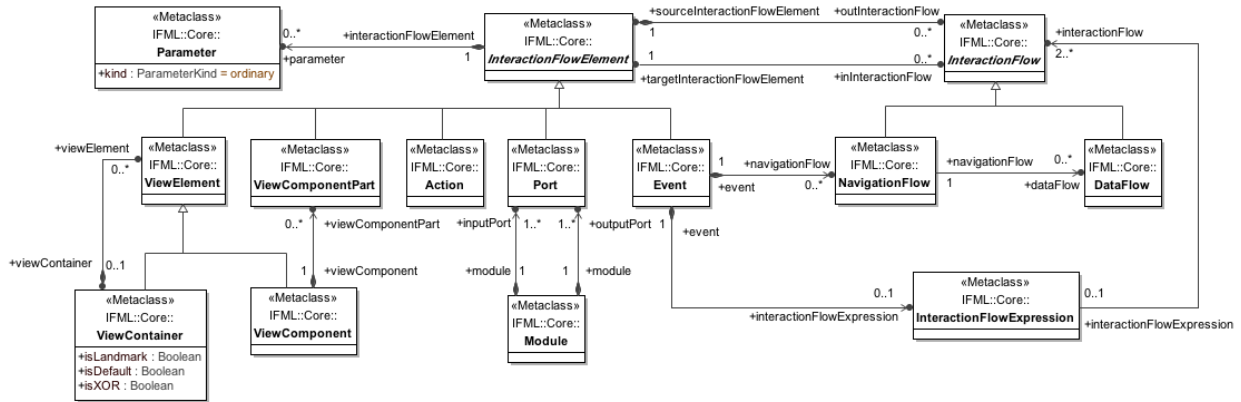 «Metaclass»
IFML::Core::
Parameter
+kind : ParameterKind = ordinary
0..*
+parameter
+interactionFlowElement
1
«Metaclass»
IFML::Core::
InteractionFlowElement
+sourceInteractionFlowElement
1
+outInteractionFlow
0..*
1
+targetInteractionFlowElement
0..*
+inInteractionFlow
«Metaclass»
IFML::Core::
InteractionFlow
+interactionFlow
2..*
+viewElement
0..*
«Metaclass»
IFML::Core::
ViewElement
«Metaclass»
IFML::Core::
ViewComponentPart
«Metaclass»
IFML::Core::
Action
«Metaclass»
IFML::Core::
Port
«Metaclass»
IFML::Core::
Event
1
+event
+navigationFlow
0..*
«Metaclass»
IFML::Core::
NavigationFlow
+navigationFlow
1
0..*
+dataFlow
«Metaclass»
IFML::Core::
DataFlow
0..*
+viewComponentPart
+inputPort
1..*
1..*
+outputPort
1
+event
+viewContainer
0..1
1
+viewComponent
+module
1
1
+module
«Metaclass»
IFML::Core::
ViewContainer
+isLandmark : Boolean
+isDefault : Boolean
+isXOR : Boolean
«Metaclass»
IFML::Core::
ViewComponent
«Metaclass»
IFML::Core::
Module
0..1
+interactionFlowExpression
«Metaclass»
IFML::Core::
InteractionFlowExpression
0..1
+interactionFlowExpression